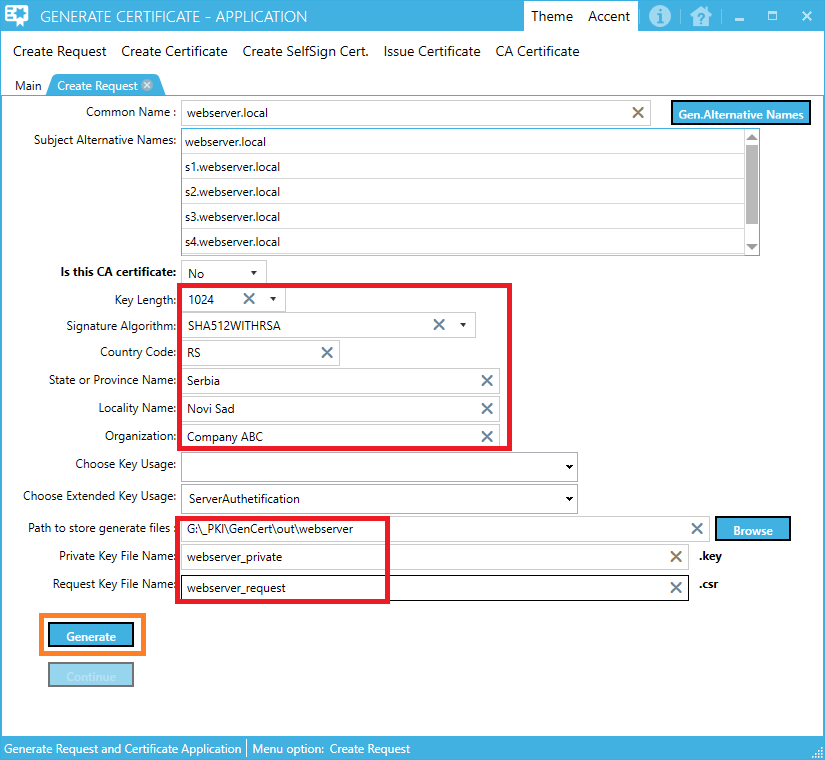 GENERATE CERTIFICATE - APPLICATION Theme Accent
Create Request Create Certificate Create SelfSign Cert. Issue Certificate CA Certificate
Main Create Request
Common Name : webserver.local Gen.Alternative Names
Subject Alternative Names: webserver.local
s1.webserver.local
s2.webserver.local
s3.webserver.local
s4.webserver.local
Is this CA certificate: No
Key Length: 1024
Signature Algorithm: SHA512WITHRSA
Country Code: RS
State or Province Name: Serbia
Locality Name: Novi Sad
Organization: Company ABC
Choose Key Usage:
Choose Extended Key Usage: ServerAuthetification
Path to store generate files : G:\_PKI\GenCert\out\webserver Browse
Private Key File Name: webserver_private .key
Request Key File Name: webserver_request .csr
Generate
Continue
Generate Request and Certificate Application Menu option: Create Request